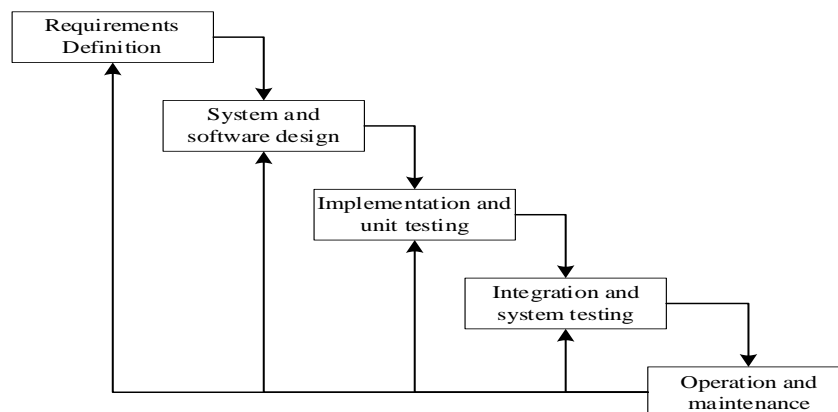 Requirements
Definition
System and
software design
Implementation and
unit testing
Integration and
system testing
Operation and
maintenance